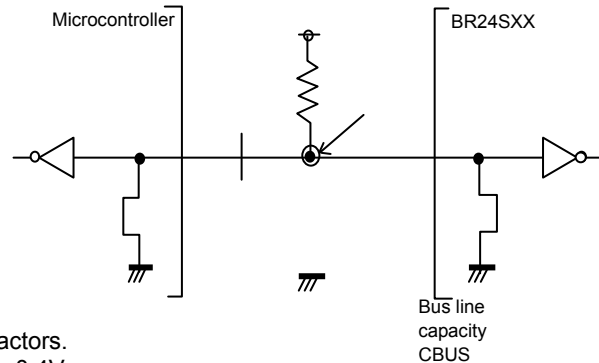 Microcontroller
BR24SXX
Bus line
capacity
CBUS
actors.